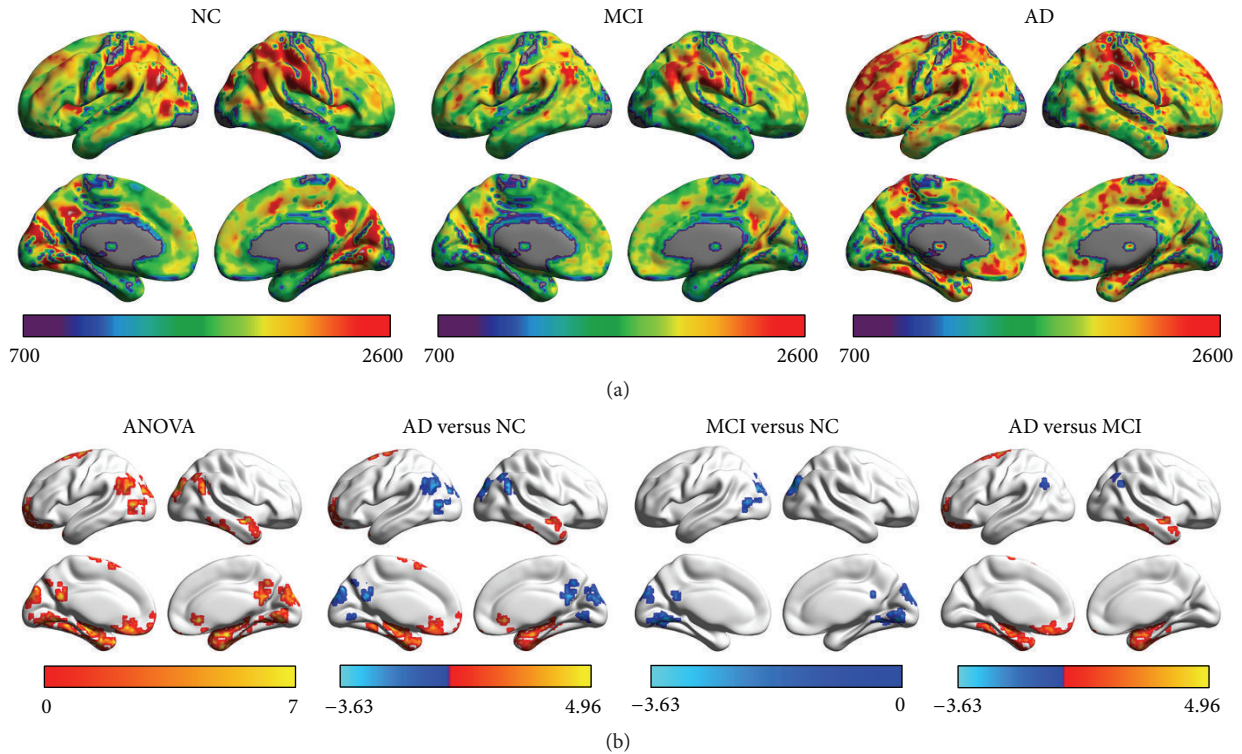 NC MCI AD
700 2600 700 2600 700 2600
(a)
ANOVA AD versus NC MCI versus NC AD versus MCI
0 7 −3.63 4.96 −3.63 0 −3.63 4.96
(b)